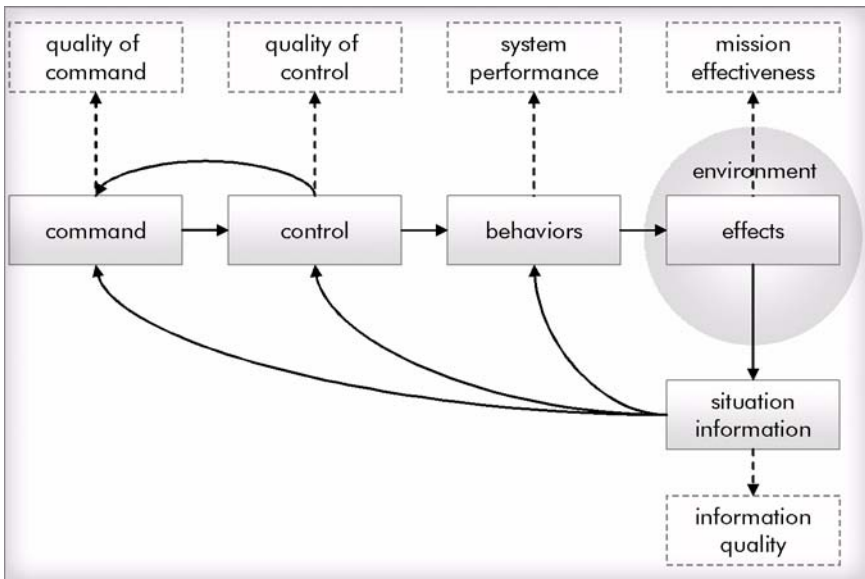 quality of
command
quality of
control
system
performance
mission
effectiveness
environment
command
control
behaviors
effects
situation
information
information
quality